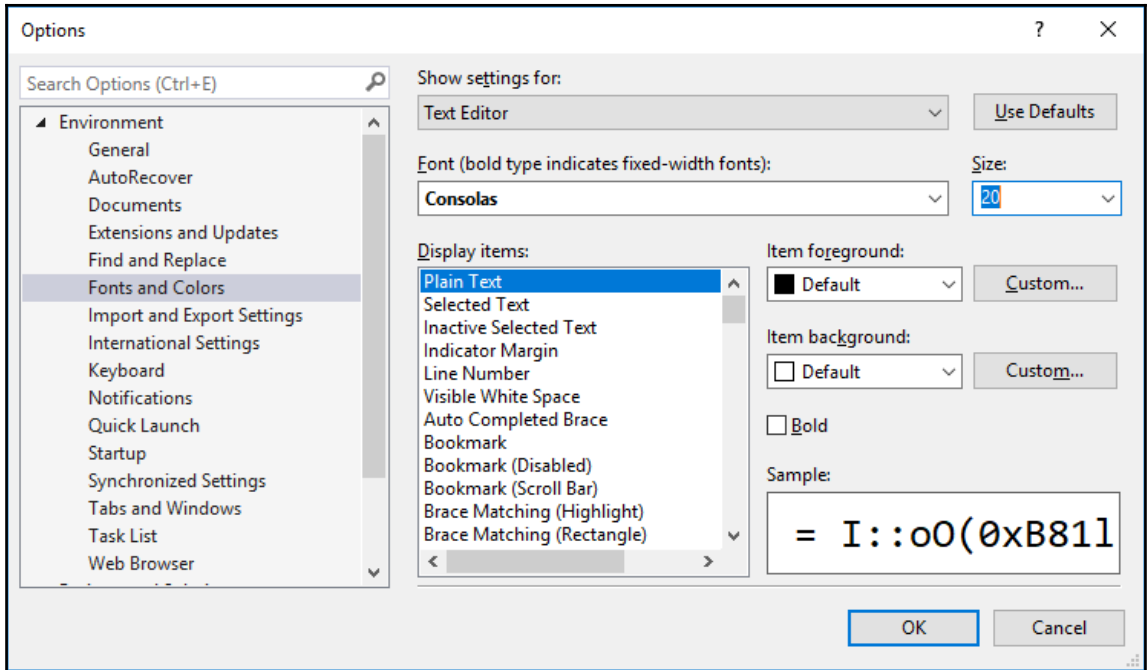 Options
?
Search Options (Ctrl+E)
Environment
General
AutoRecover
Documents
Extensions and Updates
Find and Replace
Fonts and Colors
Import and Export Settings
International Settings
Keyboard
Notifications
Quick Launch
Startup
Synchronized Settings
Tabs and Windows
Task List
Web Browser
Show settings for:
Text Editor
Use Defaults
Font (bold type indicates fixed-width fonts):
Size:
Consolas
20
Display items:
Plain Text
Selected Text
Inactive Selected Text
Indicator Margin
Line Number
Visible White Space
Auto Completed Brace
Bookmark
Bookmark (Disabled)
Bookmark (Scroll Bar)
Brace Matching (Highlight)
Brace Matching (Rectangle)
Item foreground:
Default
Custom...
Item background:
Default
Custom...
Bold
Sample:
= I::oO(0xB81l
OK
Cancel